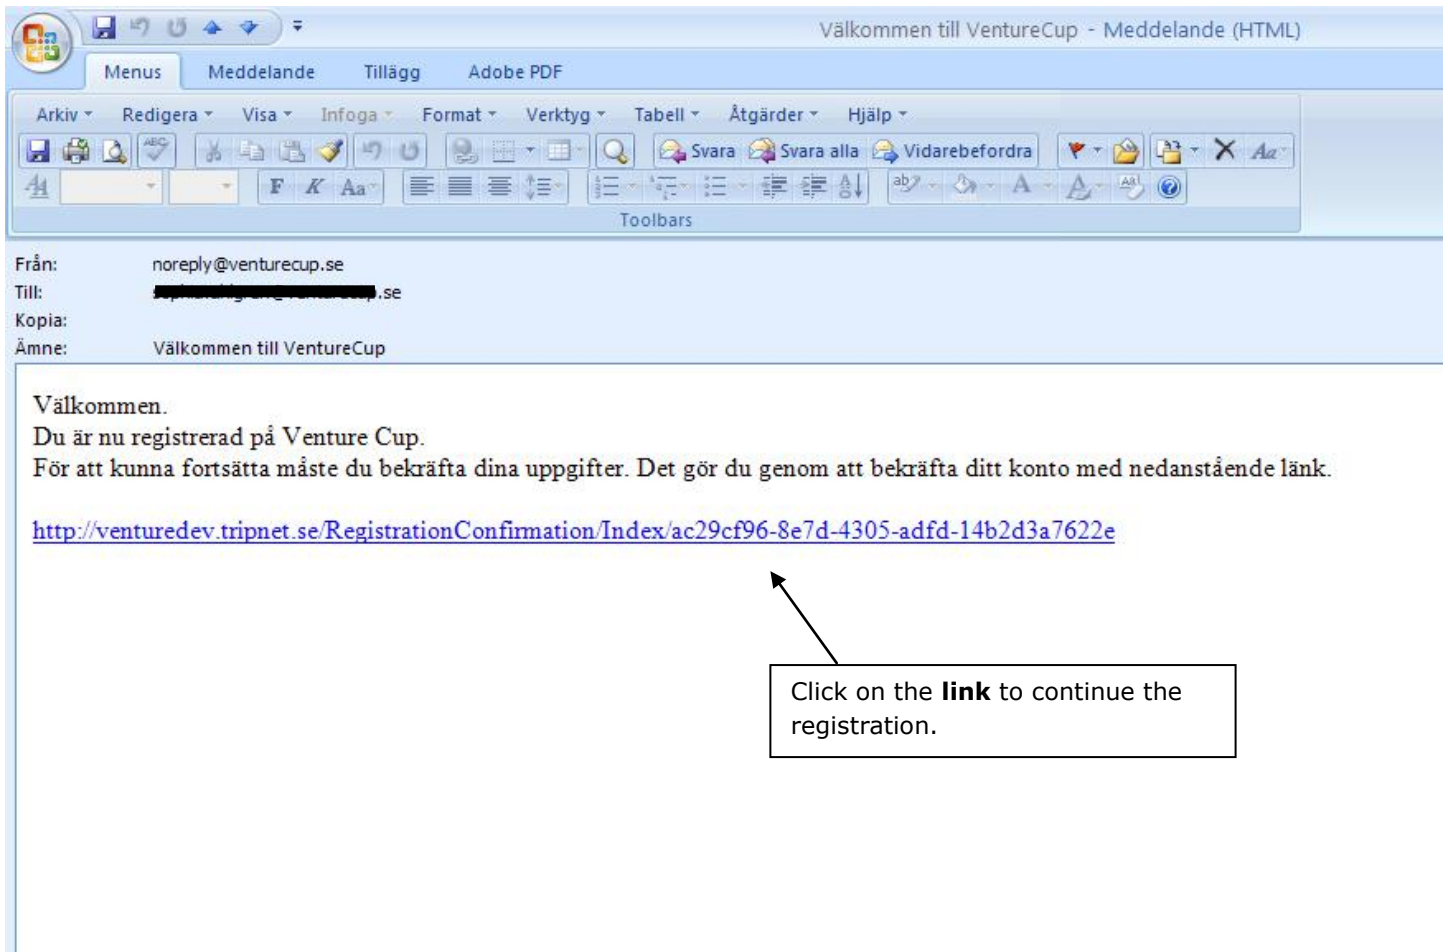 Välkommen till VentureCup - Meddelande (HTML)
Menus Meddelande Tillägg Adobe PDF
Arkiv Redigera Visa Infoga Format Verktyg Tabell Åtgärder Hjälp
ABC Svara Svara alla Vidarebefordra Aa
A F K Aa ab A A
Toolbars
Från: noreply@venturecup.se
Till: .se
Kopia:
Ämne: Välkommen till VentureCup
Välkommen.
Du är nu registrerad på Venture Cup.
För att kunna fortsätta måste du bekräfta dina uppgifter. Det gör du genom att bekräfta ditt konto med nedanstående länk.
http://venturedev.tripnet.se/RegistrationConfirmation/Index/ac29cf96-8e7d-4305-adfd-14b2d3a7622e
Click on the link to continue the
registration.